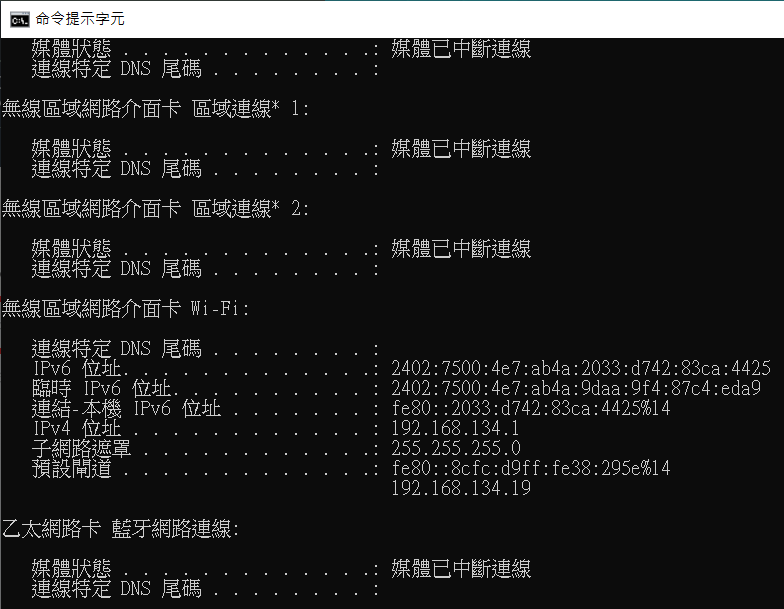 命令提示字元
媒體狀態 . . . . . . . . . . . . .: 媒體已中斷連線
連線特定 DNS 尾碼 . . . . . . . . :
無線區域網路介面卡 區域連線* 1:
媒體狀態 . . . . . . . . . . . . .: 媒體已中斷連線
連線特定 DNS 尾碼 . . . . . . . . :
無線區域網路介面卡 區域連線* 2:
媒體狀態 . . . . . . . . . . . . .: 媒體已中斷連線
連線特定 DNS 尾碼 . . . . . . . . :
無線區域網路介面卡 Wi-Fi:
連線特定 DNS 尾碼 . . . . . . . . :
IPv6 位址. . . . . . . . . . . . .: 2402:7500:4e7:ab4a:2033:d742:83ca:4425
臨時 IPv6 位址. . . . . . . . . . : 2402:7500:4e7:ab4a:9daa:9f4:87c4:eda9
連結-本機 IPv6 位址 . . . . . . . : fe80::2033:d742:83ca:4425%14
IPv4 位址 . . . . . . . . . . . . : 192.168.134.1
子網路遮罩 . . . . . . . . . . . .: 255.255.255.0
預設閘道 . . . . . . . . . . . . .: fe80::8cfc:d9ff:fe38:295e%14
192.168.134.19
乙太網路卡 藍牙網路連線:
媒體狀態 . . . . . . . . . . . . .: 媒體已中斷連線
連線特定 DNS 尾碼 . . . . . . . . :